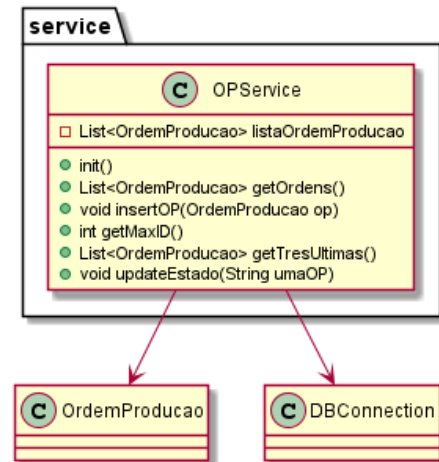 service
C OPService
List<OrdemProducao> listaOrdemProducao
init()
List<OrdemProducao> getOrdens()
void insertOP(OrdemProducao op)
int getMaxID()
List<OrdemProducao> getTresUltimas()
void updateEstado(String umaOP)
C OrdemProducao
C DBConnection